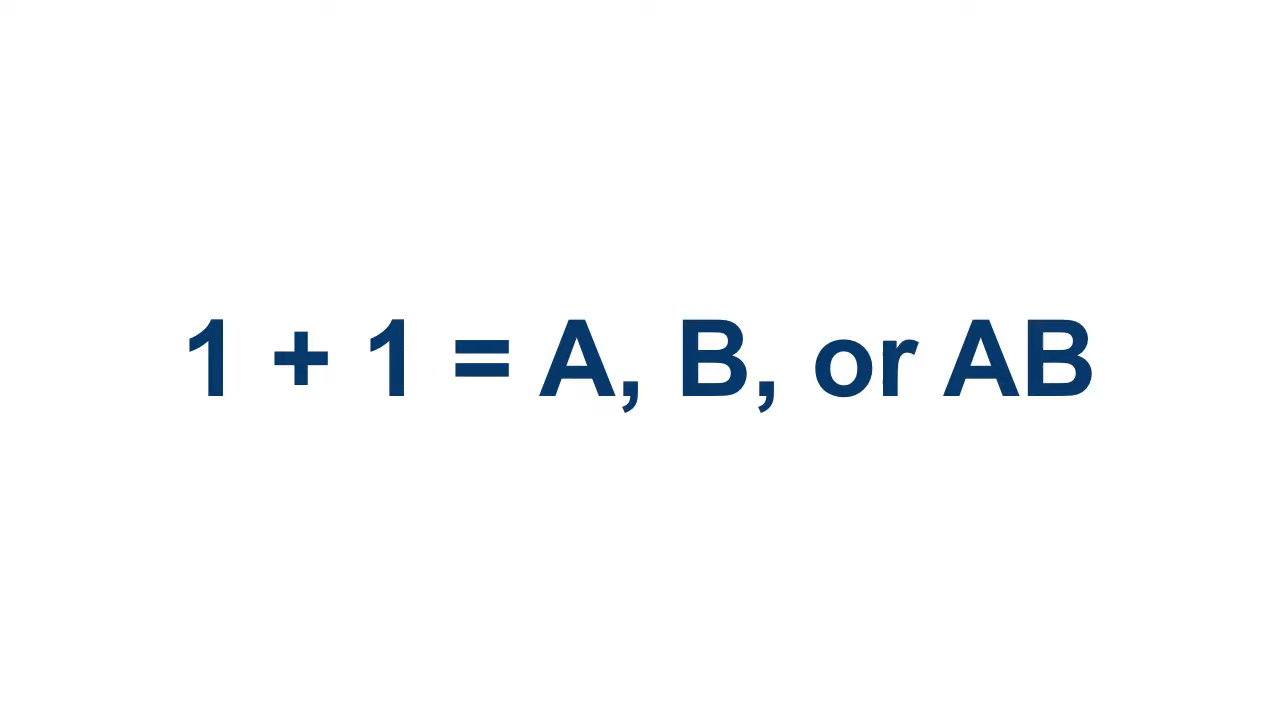 1 + 1 = A, B, or AB